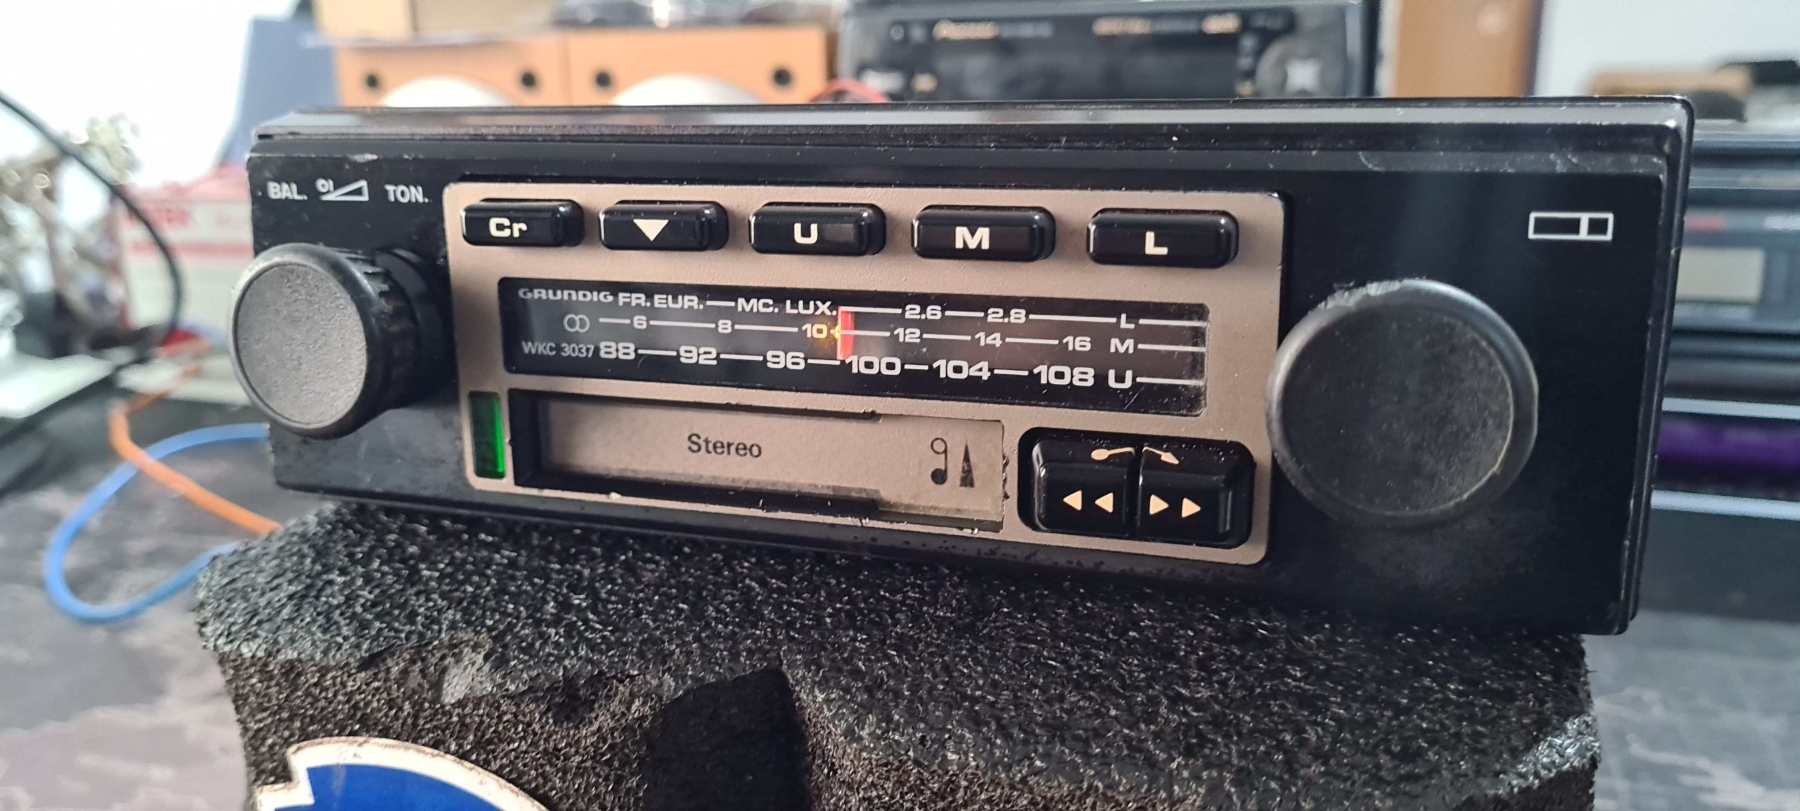 BAL. TON.
Cr U M L
GRUNDIG FR. EUR. MC. LUX. 2.6 2.8 L
6 8 10 12 14 16 M
WKC 3037 88 92 96 100 104 108 U
Stereo